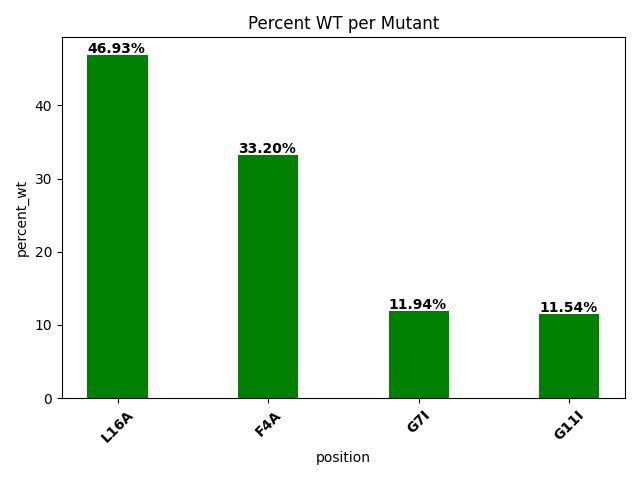 Percent WT per Mutant
46.93%
33.20%
11.94%
11.54%
percent_wt
40
30
20
10
0
L16A
F4A
G7I
G11I
position